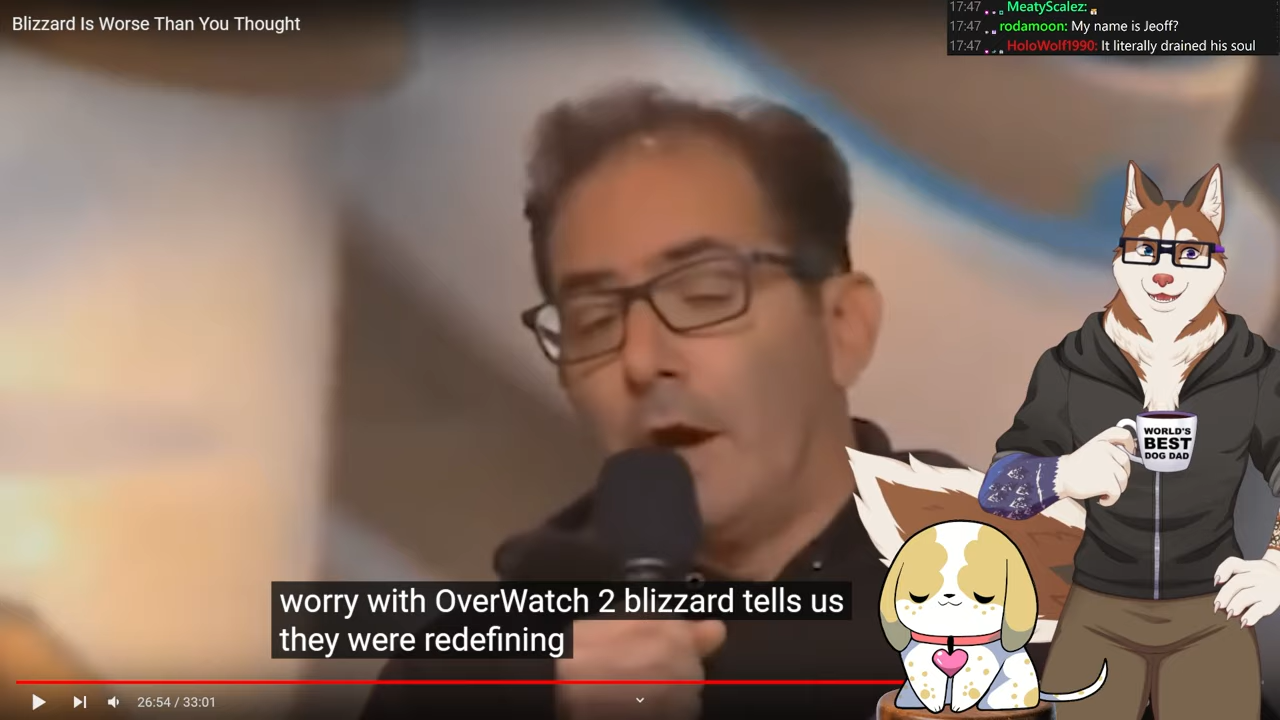 Blizzard Is Worse Than You Thought
17:47 MeatyScalez:
17:47 rodamoon: My name is Jeoff?
17:47 HoloWolf1990: It literally drained his soul
WORLD'S
BEST
DOG DAD
worry with OverWatch 2 blizzard tells us
they were redefining
26:54 / 33:01